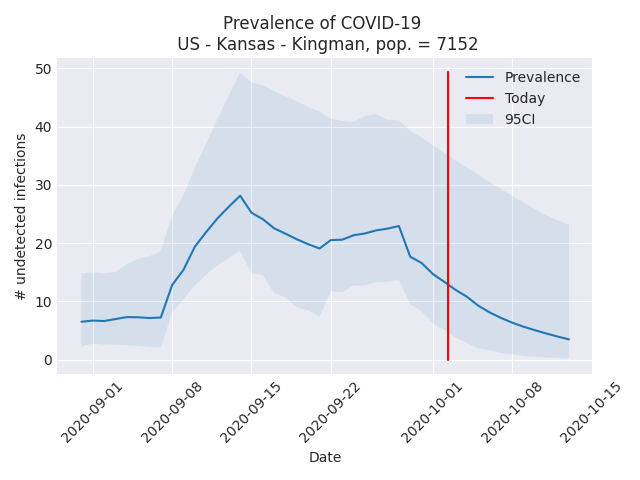 Prevalence of COVID-19
US - Kansas - Kingman, pop. = 7152
50
40
30
20
10
0
# undetected infections
Prevalence
Today
95CI
2020-09-01
2020-09-08
2020-09-15
2020-09-22
2020-10-01
2020-10-08
2020-10-15
Date